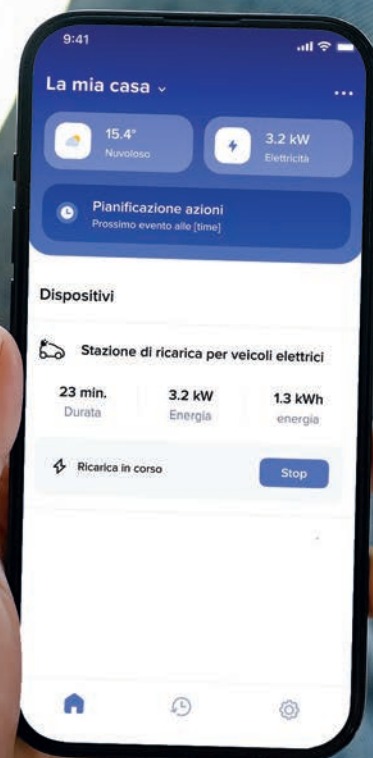 9:41
La mia casa
15.4°
Nuvoloso
3.2 kW
Elettricità
Pianificazione azioni
Prossimo evento alle [time]
Dispositivi
Stazione di ricarica per veicoli elettrici
23 min.
Durata
3.2 kW
Energia
1.3 kWh
energia
Ricarica in corso
Stop